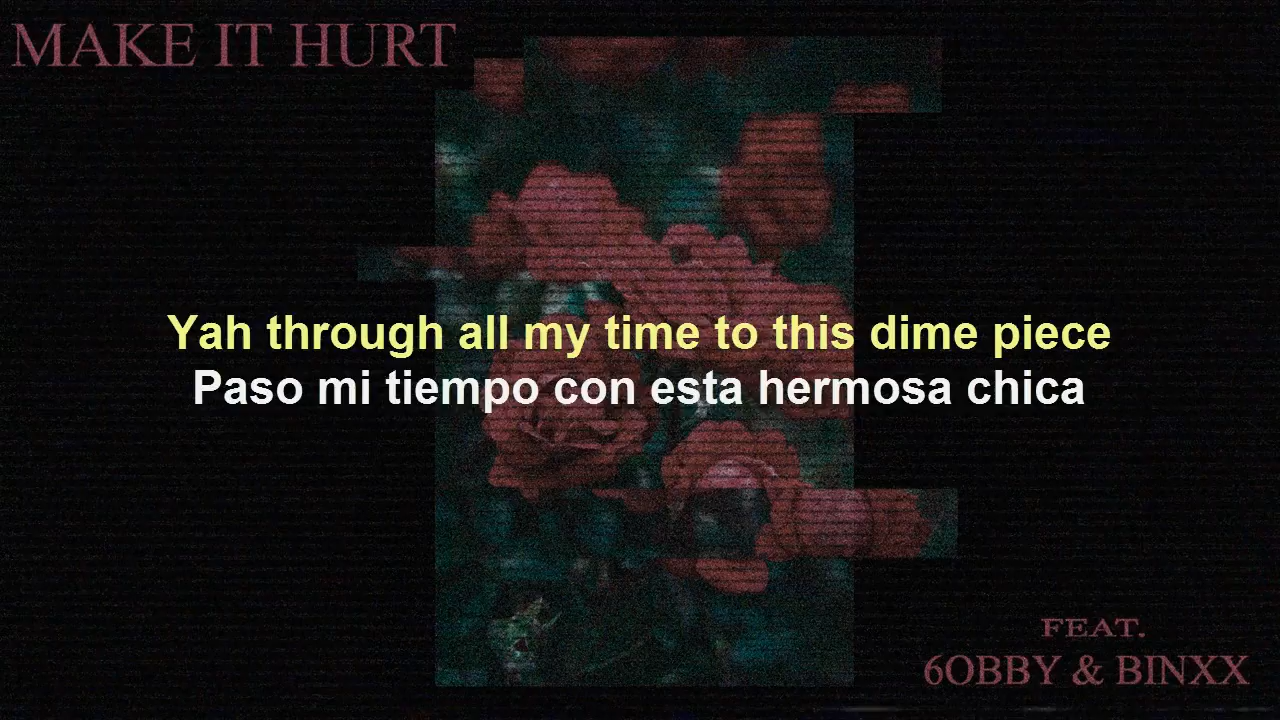 MAKE IT HURT
Yah through all my time to this dime piece
Paso mi tiempo con esta hermosa chica
FEAT.
6OBBY & BINXX